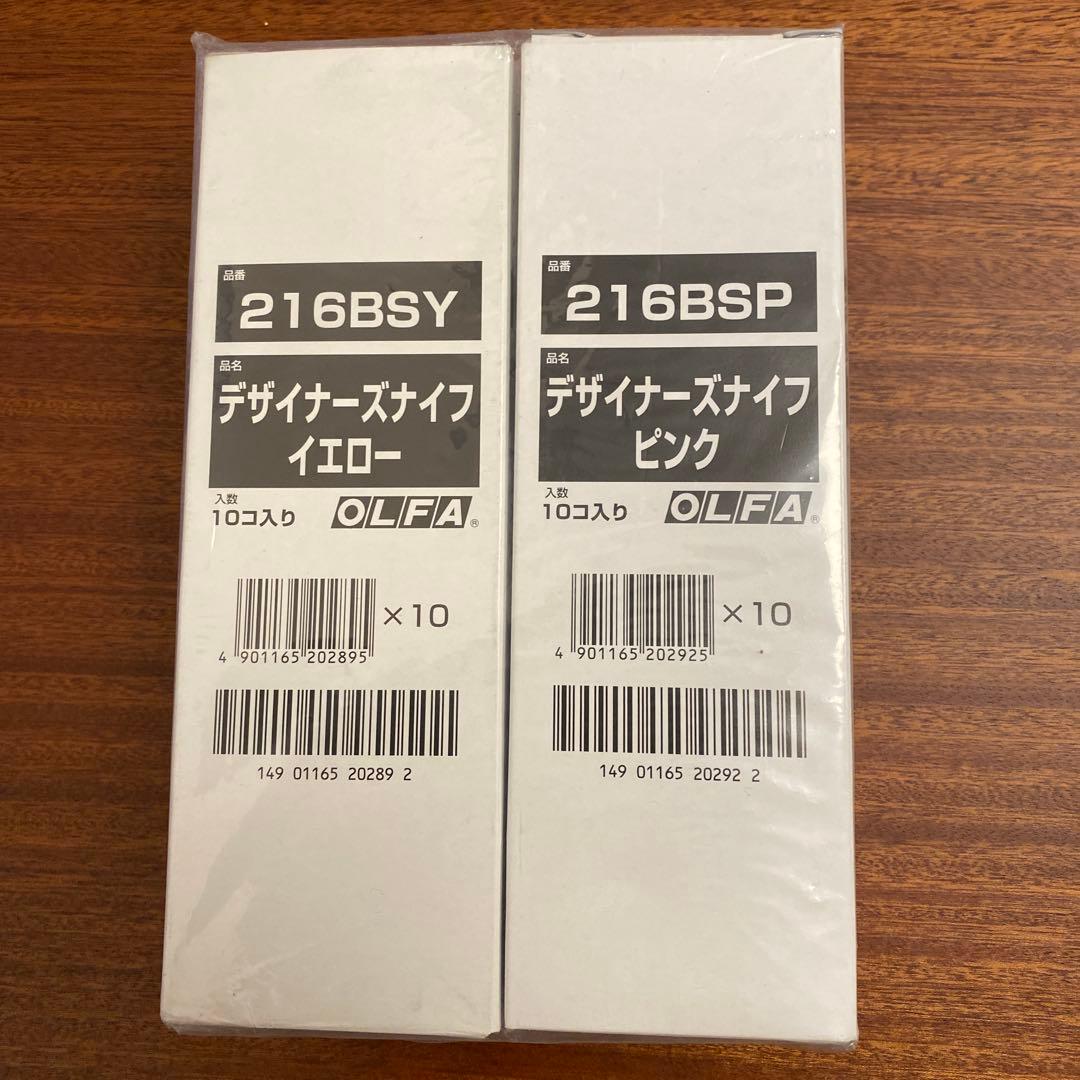 品番
216BSY
品名
デザイナーズナイフ
イエロー
入数
10コ入り
OLFA®
×10
4 901165 202895
149 01165 20289 2
品番
216BSP
品名
デザイナーズナイフ
ピンク
入数
10コ入り
OLFA®
×10
4 901165 202925
149 01165 20292 2